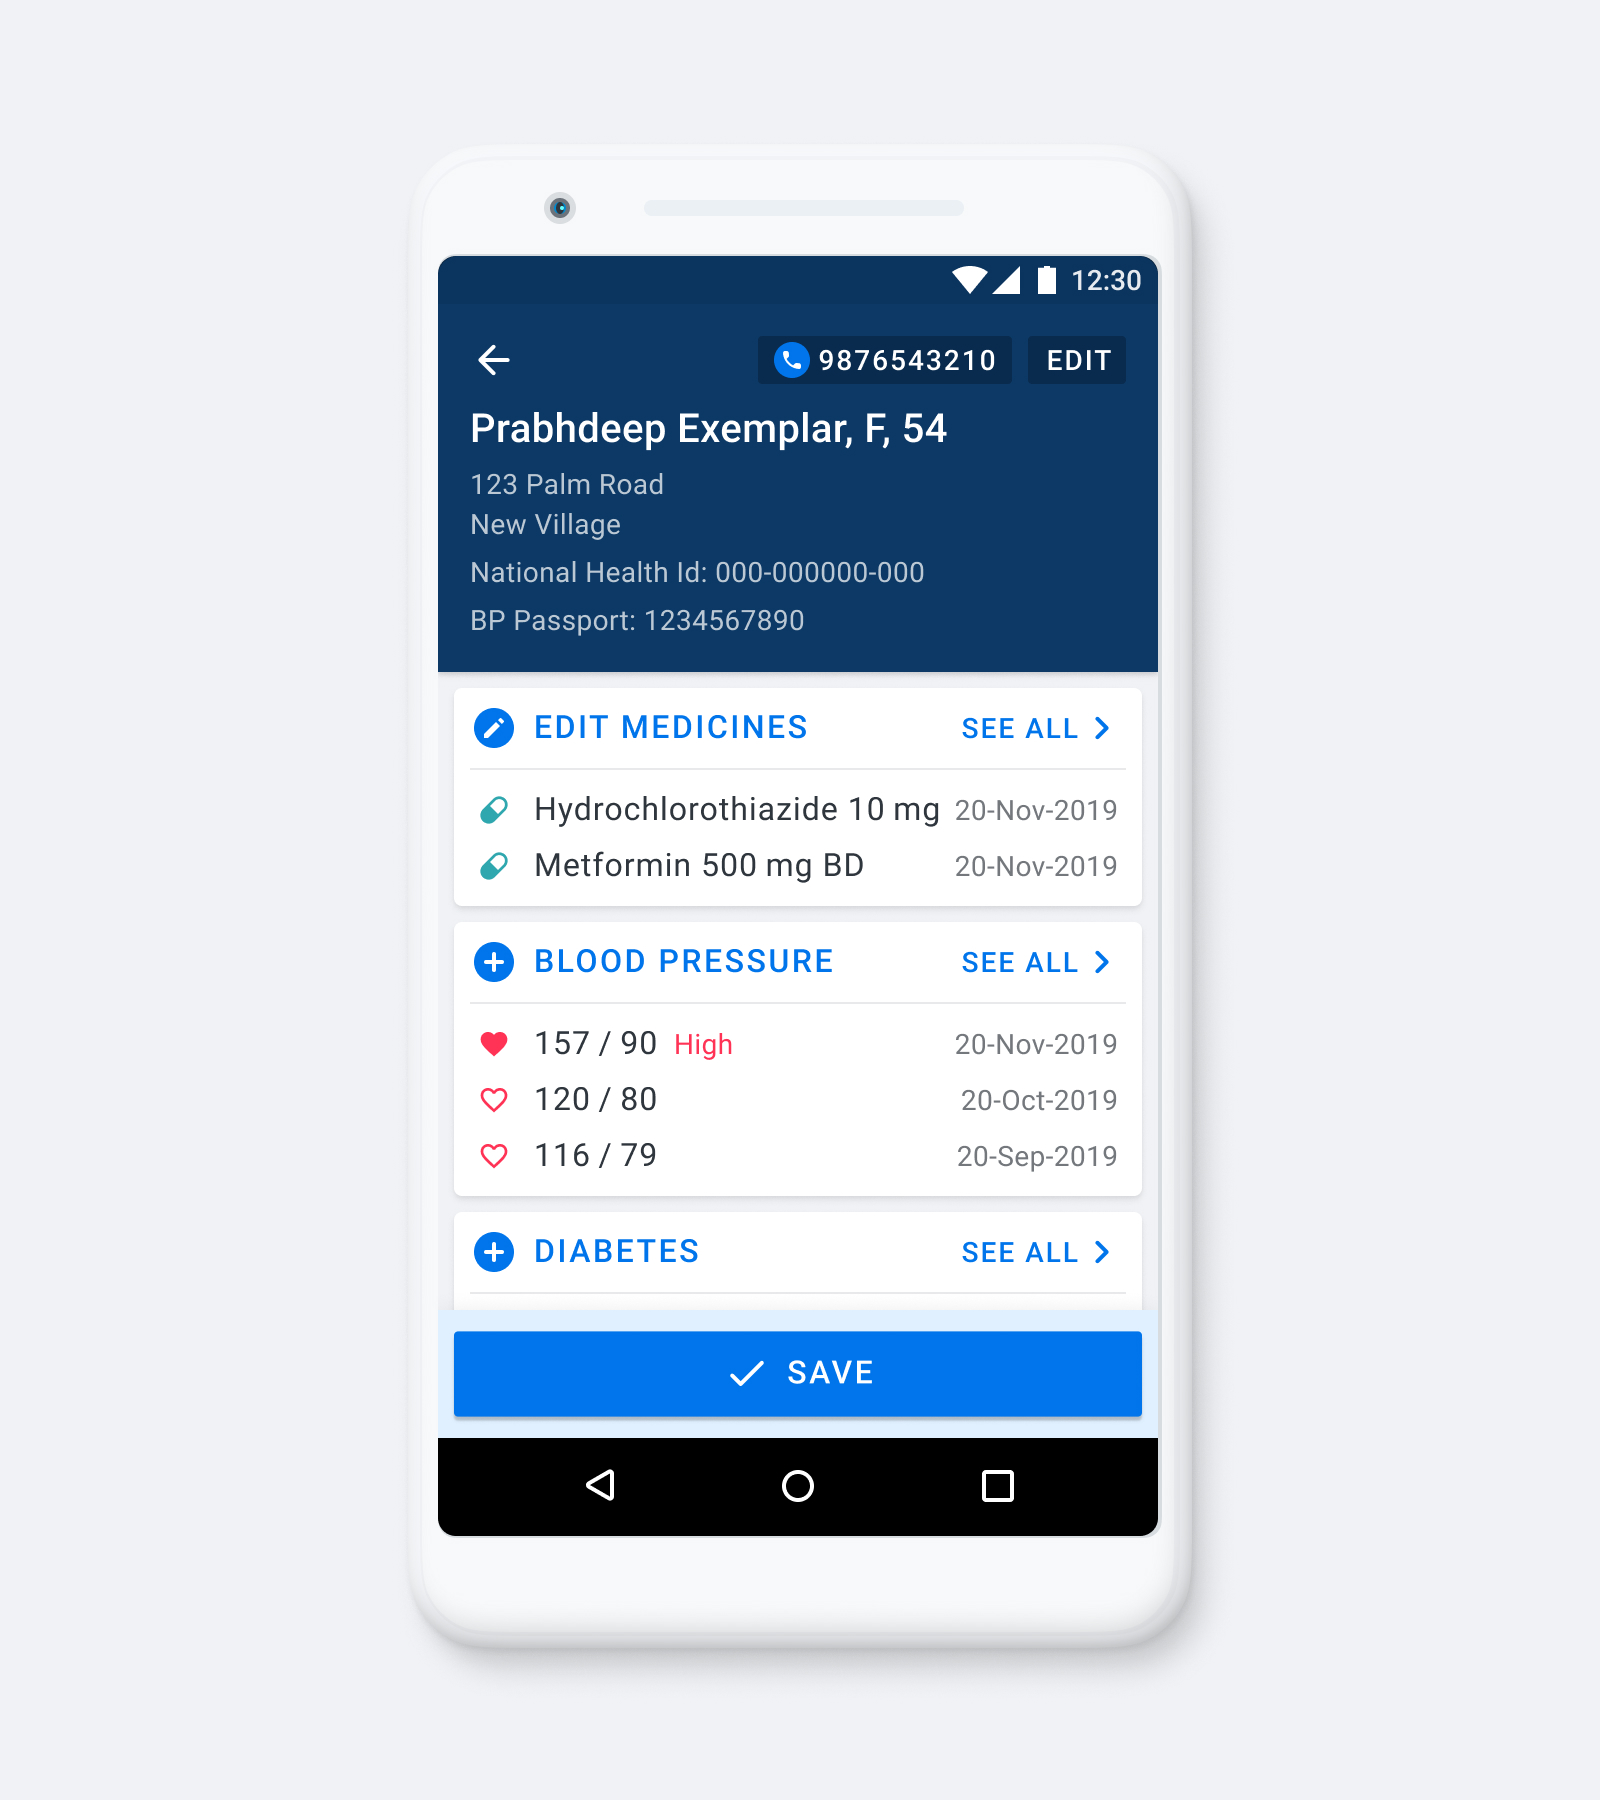 12:30
9876543210 EDIT
Prabhdeep Exemplar, F, 54
123 Palm Road
New Village
National Health Id: 000-000000-000
BP Passport: 1234567890
EDIT MEDICINES SEE ALL
Hydrochlorothiazide 10 mg 20-Nov-2019
Metformin 500 mg BD 20-Nov-2019
BLOOD PRESSURE SEE ALL
157 / 90 High 20-Nov-2019
120 / 80 20-Oct-2019
116 / 79 20-Sep-2019
DIABETES SEE ALL
SAVE